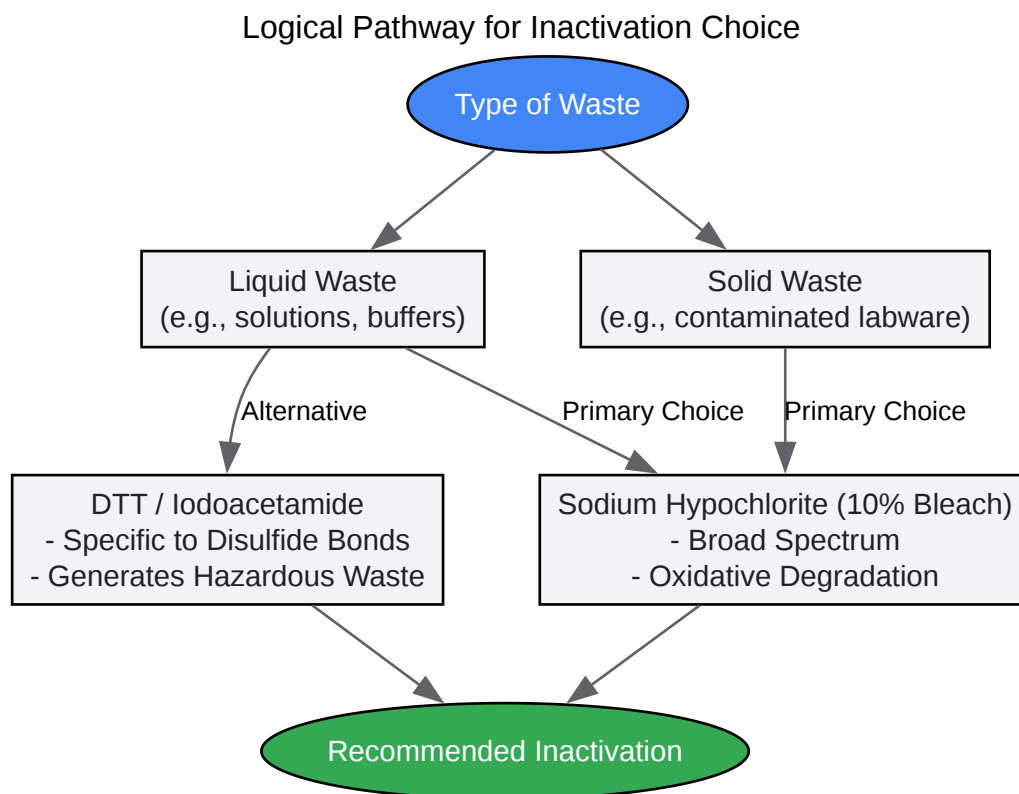 Logical Pathway for Inactivation Choice
Type of Waste
Liquid Waste
(e.g., solutions, buffers)
Solid Waste
(e.g., contaminated labware)
Alternative
Primary Choice
Primary Choice
DTT / Iodoacetamide
- Specific to Disulfide Bonds
- Generates Hazardous Waste
Sodium Hypochlorite (10% Bleach)
- Broad Spectrum
- Oxidative Degradation
Recommended Inactivation